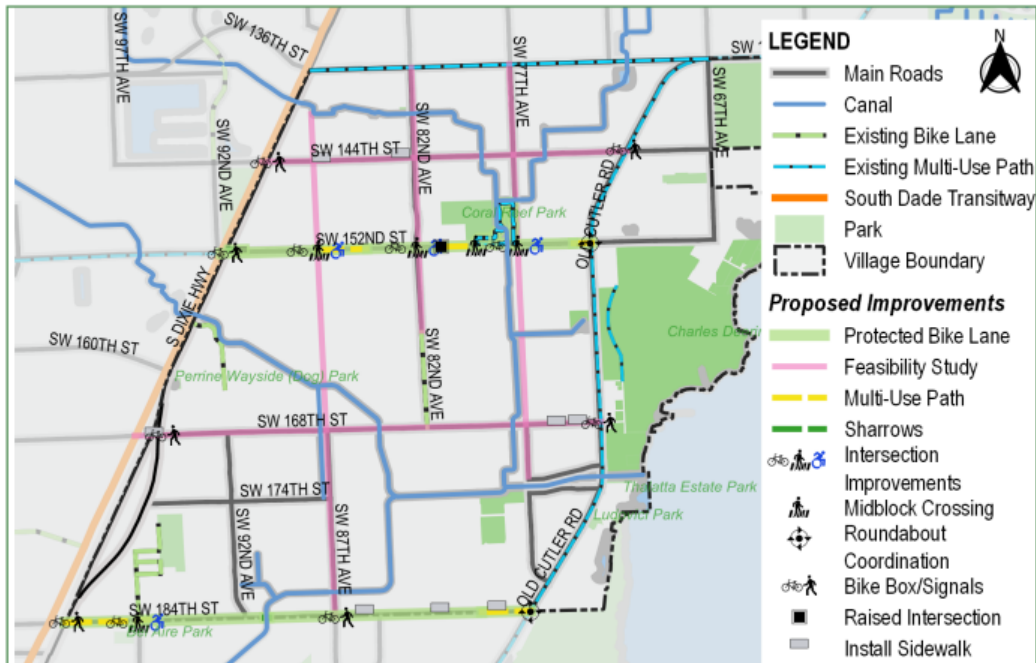 SW 136TH ST
SW 97TH AVE
SW 77TH AVE
SW 1
SW 67TH AVE
SW 92ND AVE
SW 82ND AVE
SW 144TH ST
OLD CUTLER RD
Coral Reef Park
SW 152ND ST
S DIXIE HWY
SW 160TH ST
Charles Deerin
SW 82ND AVE
Perrine Wayside (Dog) Park
SW 168TH ST
SW 174TH ST
Thalatta Estate Park
Ludovici Park
SW 92ND AVE
SW 87TH AVE
OLD CUTLER RD
SW 184TH ST
Bel Aire Park
LEGEND
N
Main Roads
Canal
Existing Bike Lane
Existing Multi-Use Path
South Dade Transitway
Park
Village Boundary
Proposed Improvements
Protected Bike Lane
Feasibility Study
Multi-Use Path
Sharrows
Intersection
Improvements
Midblock Crossing
Roundabout
Coordination
Bike Box/Signals
Raised Intersection
Install Sidewalk